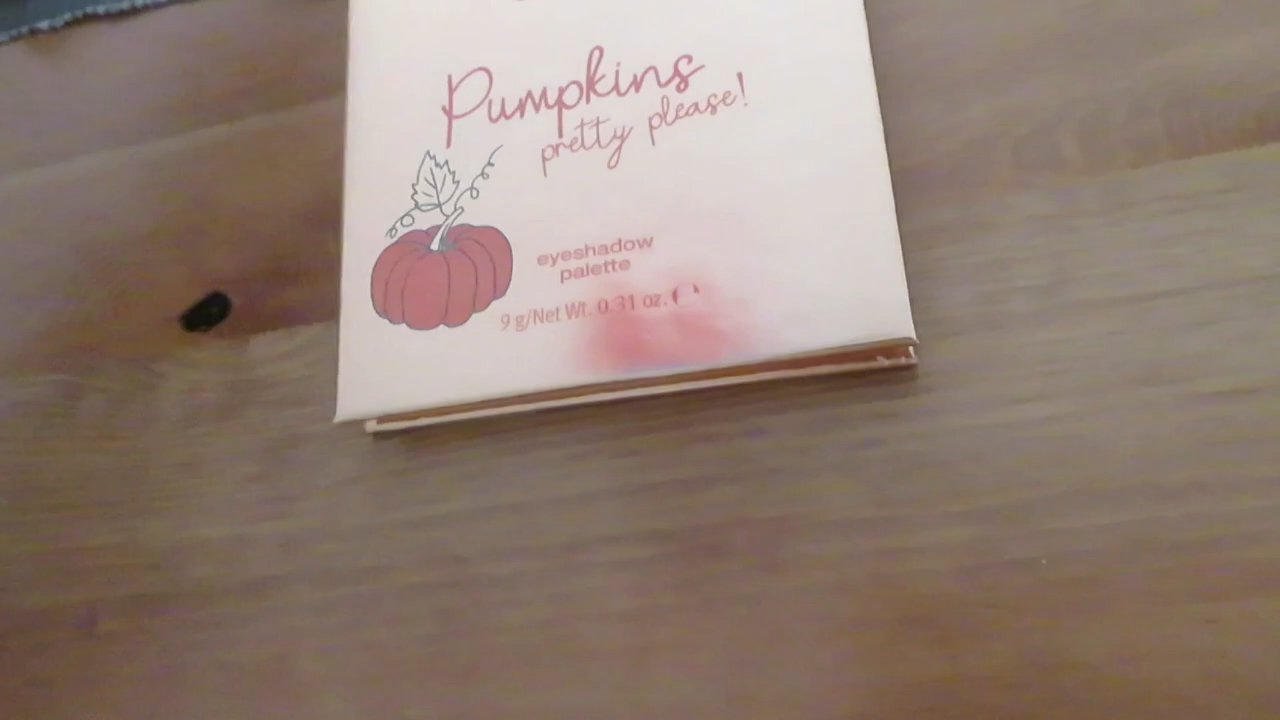 Pumpkins
pretty please!
eyeshadow
palette
9 g/Net Wt. 0.31 oz. e